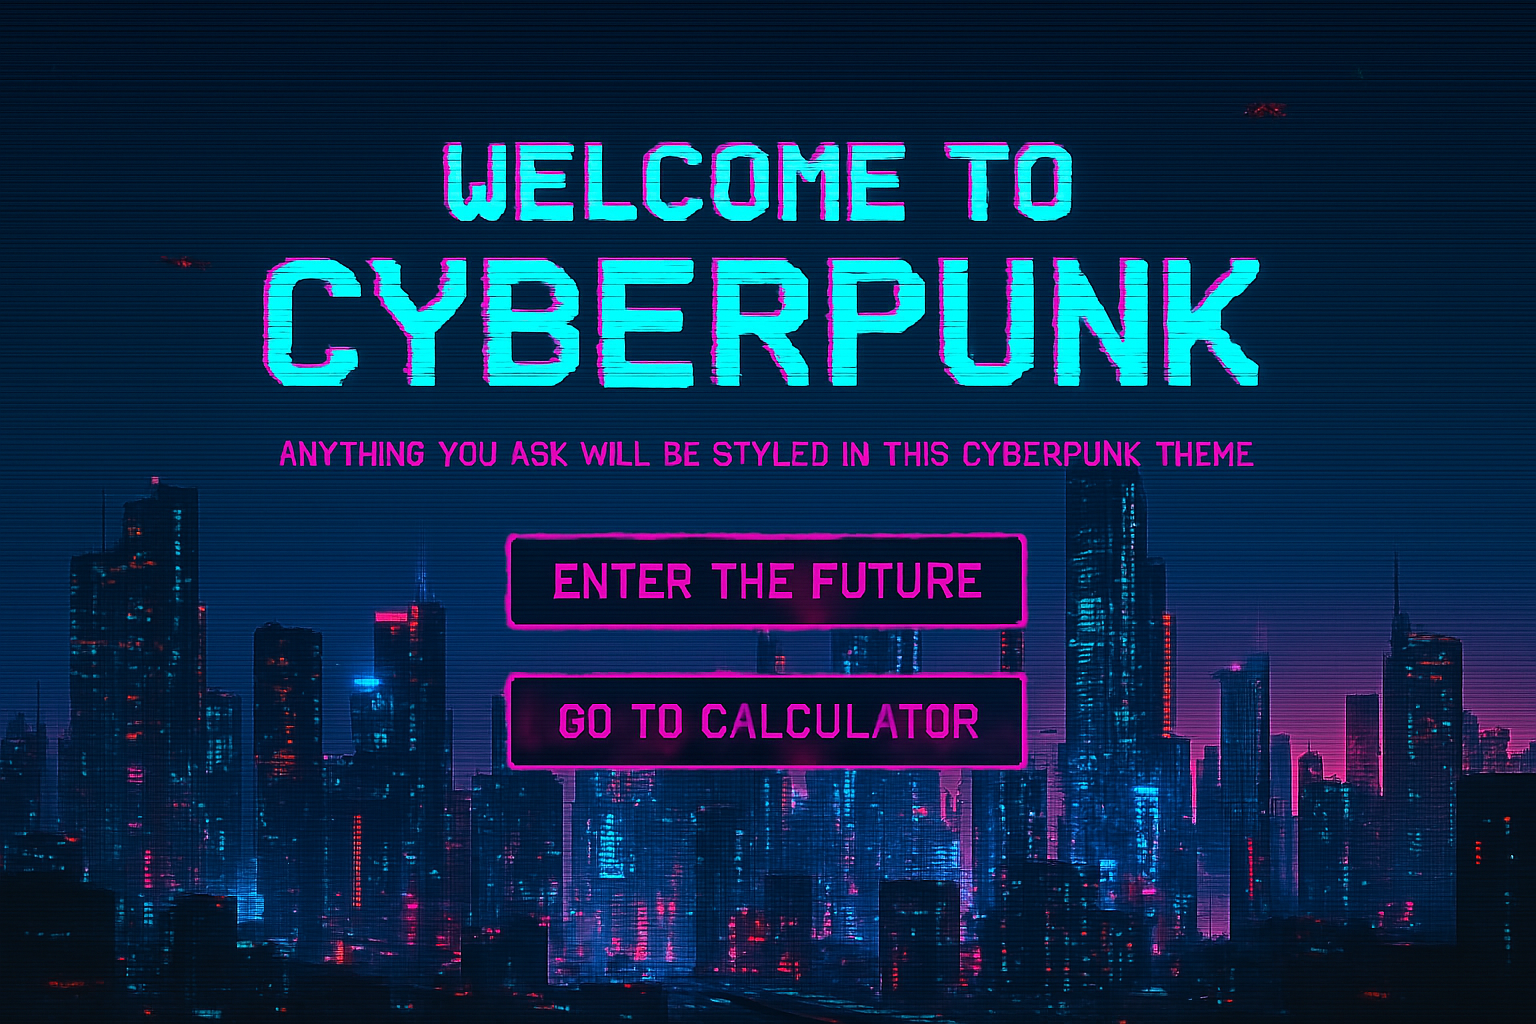 WELCOME TO
CYBERPUNK
ANYTHING YOU ASK WILL BE STYLED IN THIS CYBERPUNK THEME
ENTER THE FUTURE
GO TO CALCULATOR